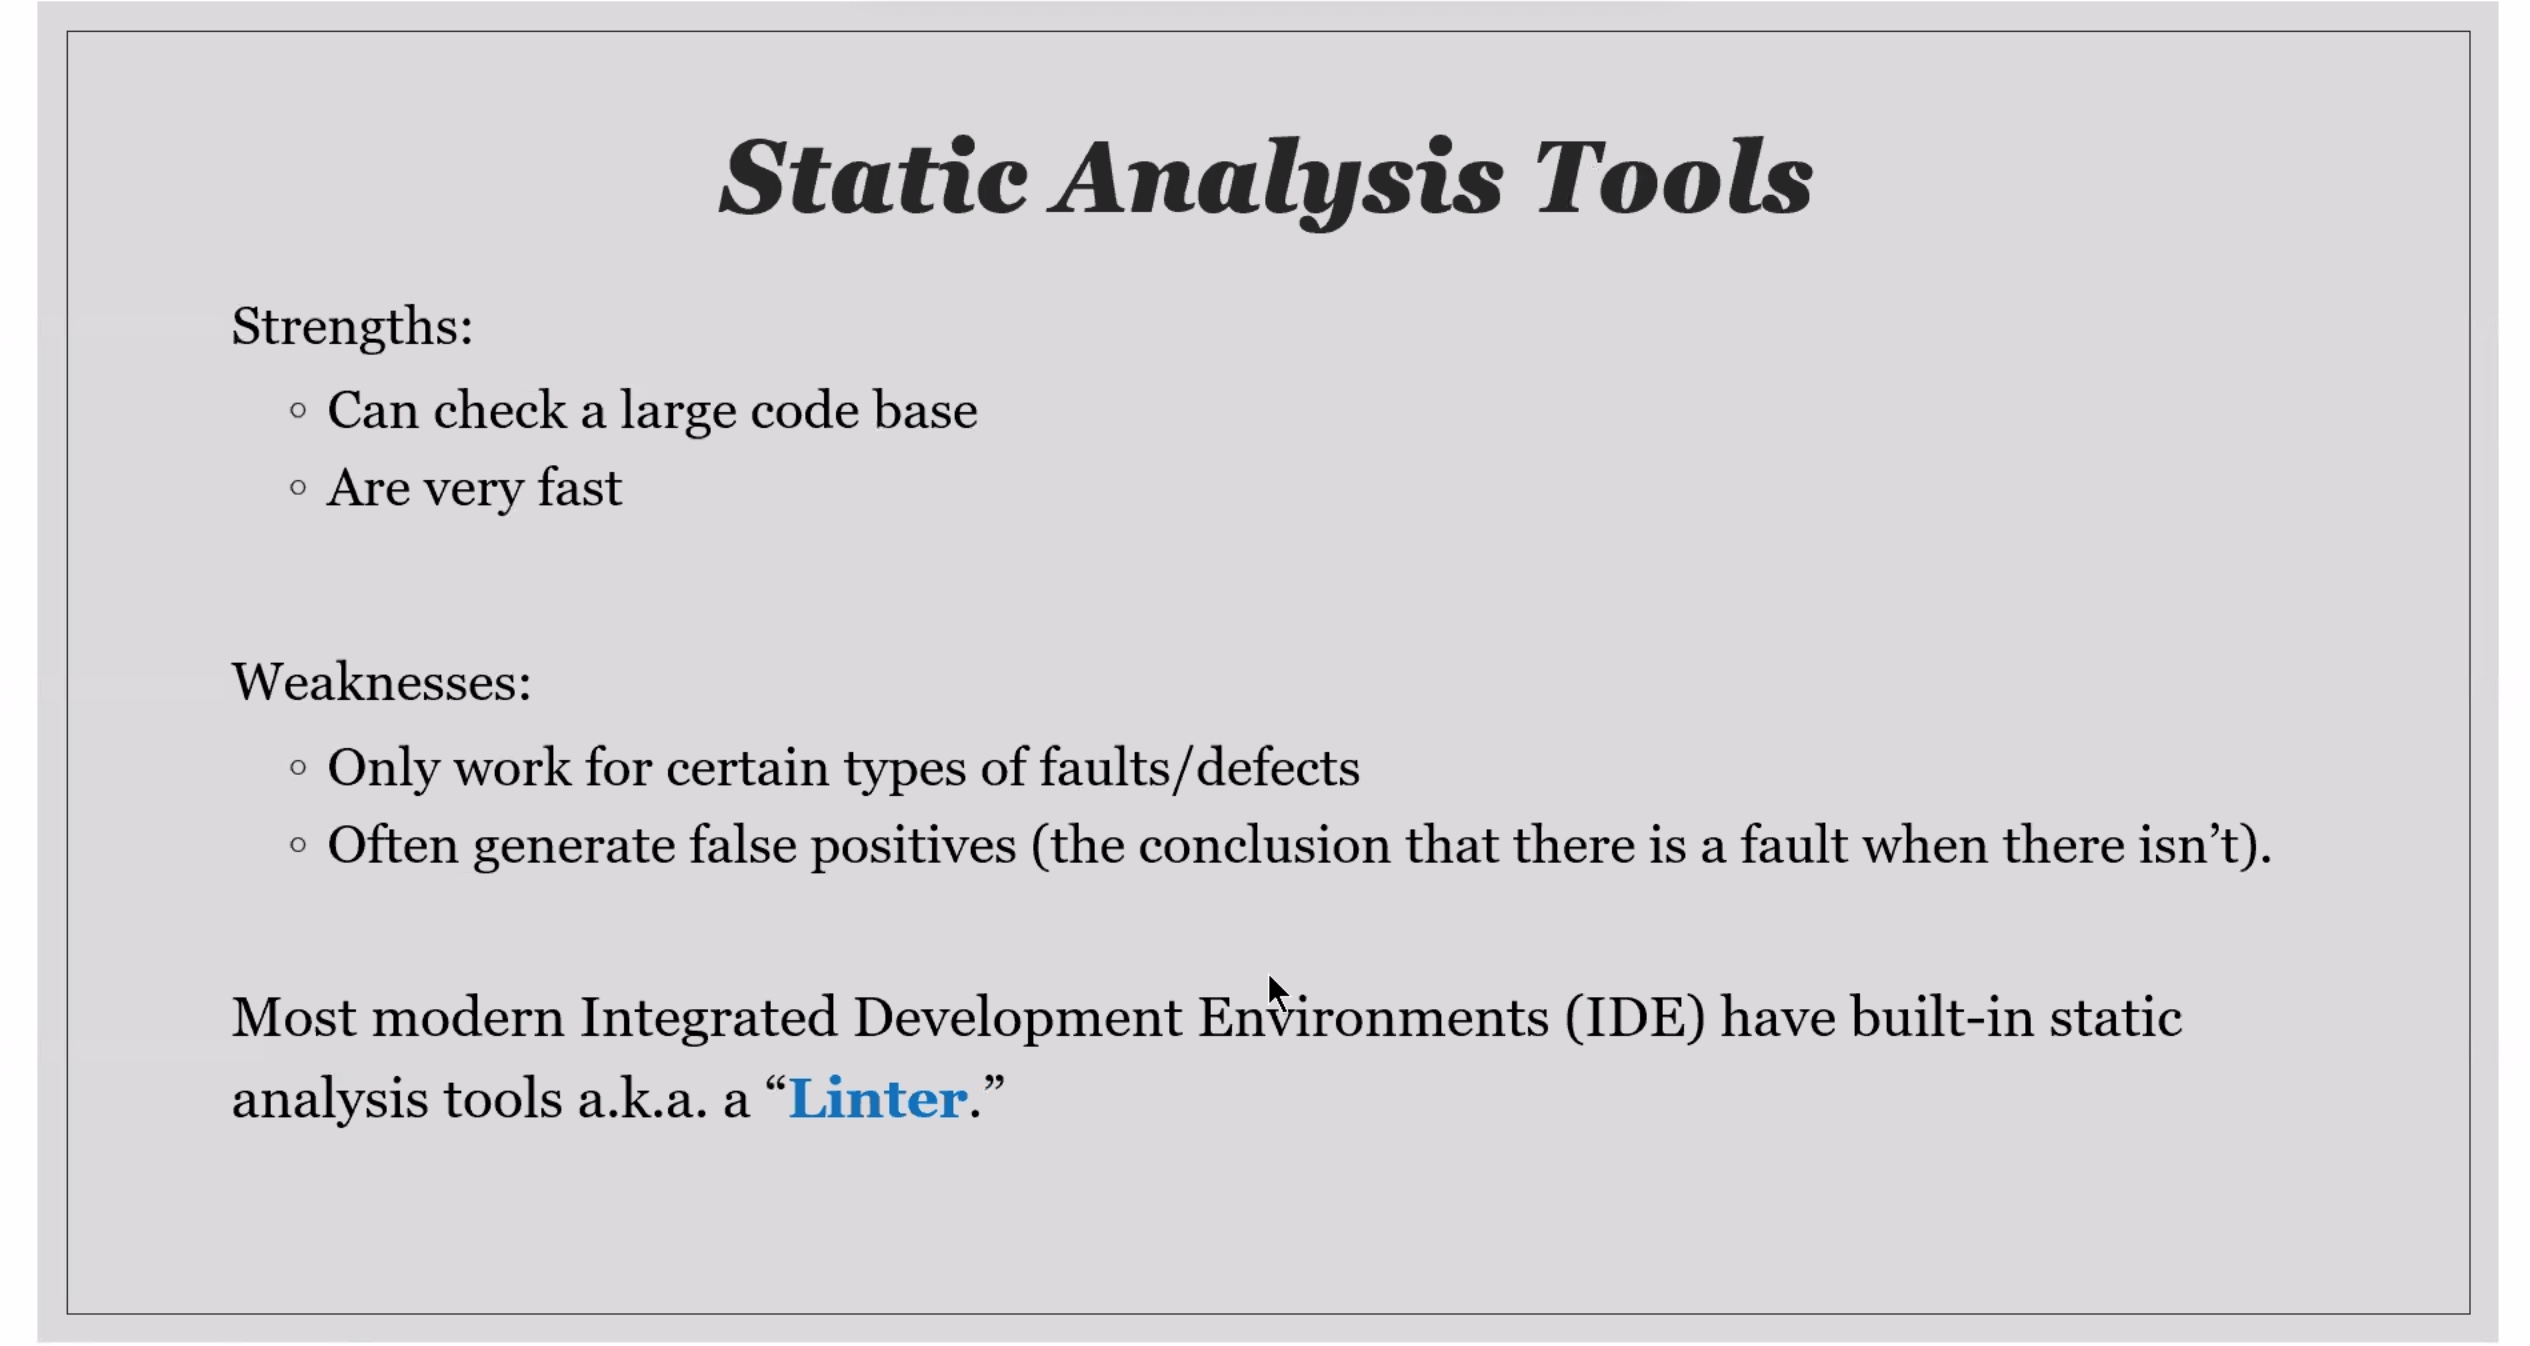 Static Analysis Tools
Strengths:
◦ Can check a large code base
◦ Are very fast
Weaknesses:
◦ Only work for certain types of faults/defects
◦ Often generate false positives (the conclusion that there is a fault when there isn’t).
Most modern Integrated Development Environments (IDE) have built-in static
analysis tools a.k.a. a “Linter.”